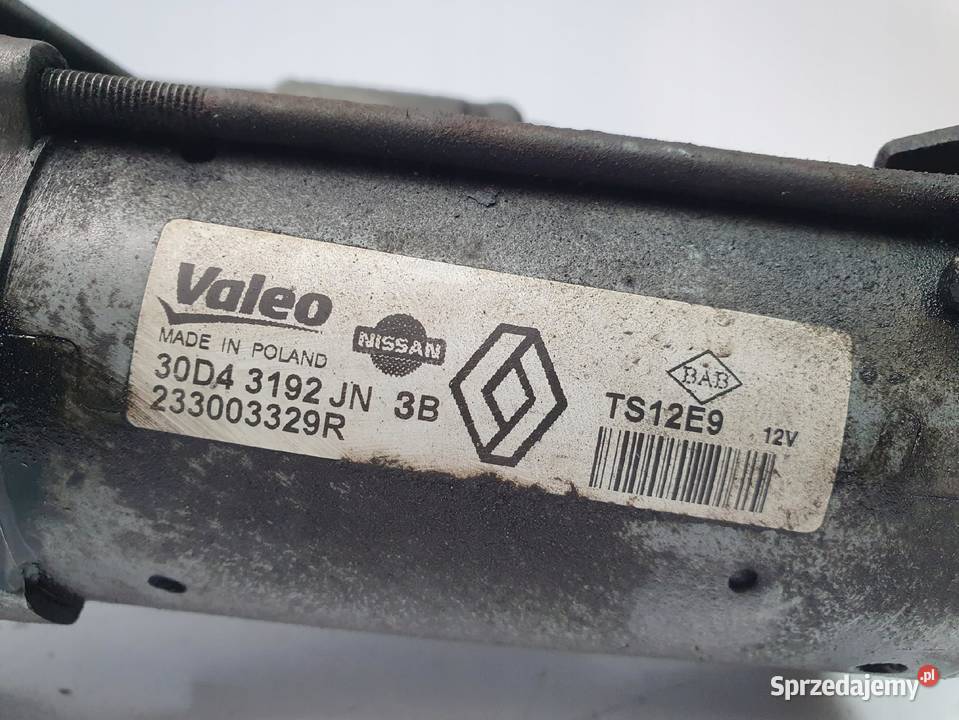 Valeo
MADE IN POLAND
NISSAN
30D4 3192 JN 3B
233003329R
BAB
TS12E9 12V
Sprzedajemy.pl